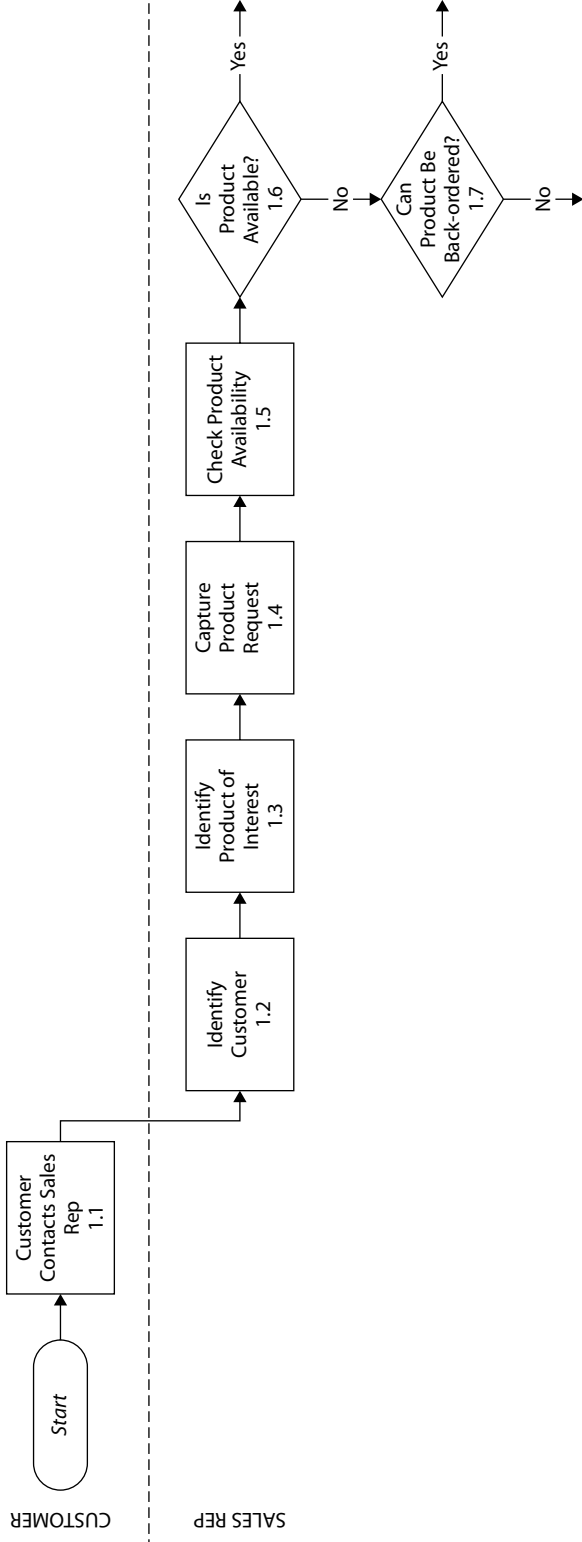 CUSTOMER
Start
Customer
Contacts Sales
Rep
1.1
SALES REP
Identify
Customer
1.2
Identify
Product of
Interest
1.3
Capture
Product
Request
1.4
Check Product
Availability
1.5
Is
Product
Available?
1.6
Yes
No
Can
Product Be
Back-ordered?
1.7
Yes
No